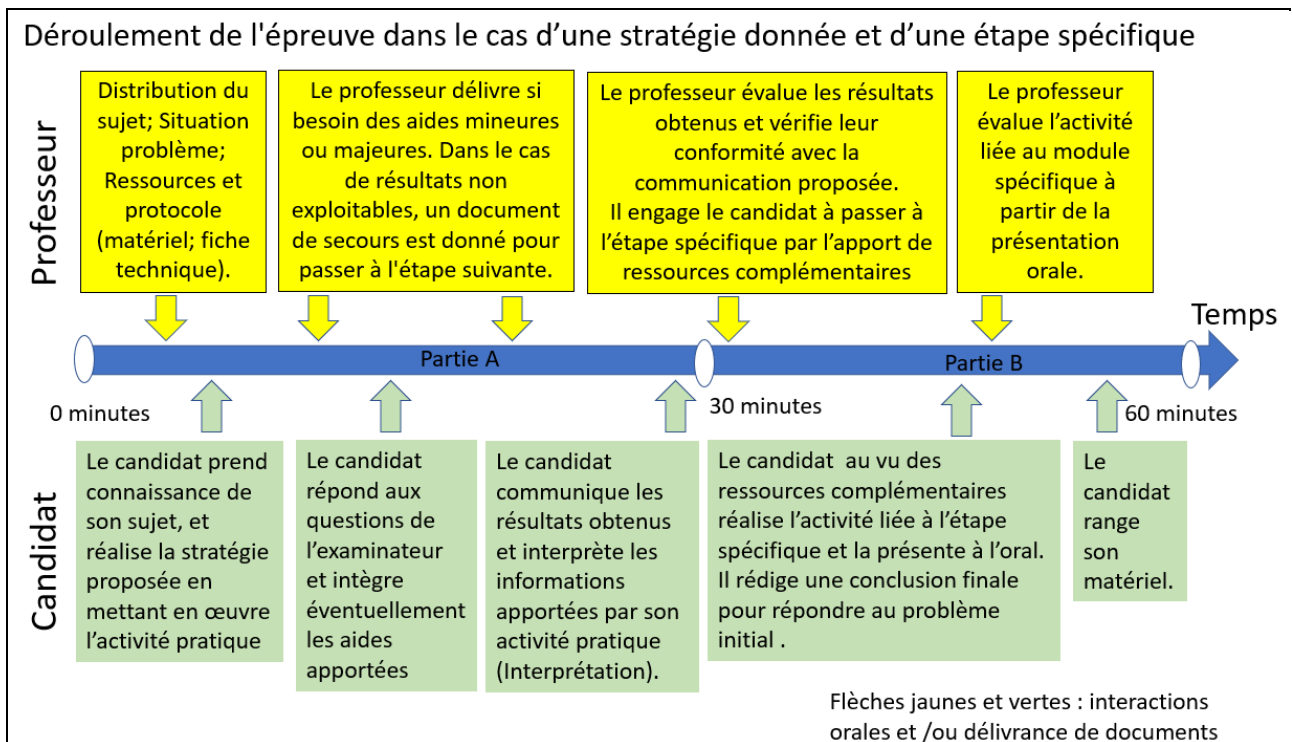 Déroulement de l'épreuve dans le cas d’une stratégie donnée et d’une étape spécifique
Professeur
Distribution du
sujet; Situation
problème;
Ressources et
protocole
(matériel; fiche
technique).
Le professeur délivre si
besoin des aides mineures
ou majeures. Dans le cas
de résultats non
exploitables, un document
de secours est donné pour
passer à l'étape suivante.
Le professeur évalue les résultats
obtenus et vérifie leur
conformité avec la
communication proposée.
Il engage le candidat à passer à
l’étape spécifique par l’apport de
ressources complémentaires
Le professeur
évalue l’activité
liée au module
spécifique à
partir de la
présentation
orale.
Temps
Partie A
Partie B
0 minutes
30 minutes
60 minutes
Candidat
Le candidat prend
connaissance de
son sujet, et
réalise la stratégie
proposée en
mettant en œuvre
l’activité pratique
Le candidat
répond aux
questions de
l’examinateur
et intègre
éventuellement
les aides
apportées
Le candidat
communique les
résultats obtenus
et interprète les
informations
apportées par son
activité pratique
(Interprétation).
Le candidat au vu des
ressources complémentaires
réalise l’activité liée à l’étape
spécifique et la présente à l’oral.
Il rédige une conclusion finale
pour répondre au problème
initial .
Le
candidat
range
son
matériel.
Flèches jaunes et vertes : interactions
orales et /ou délivrance de documents